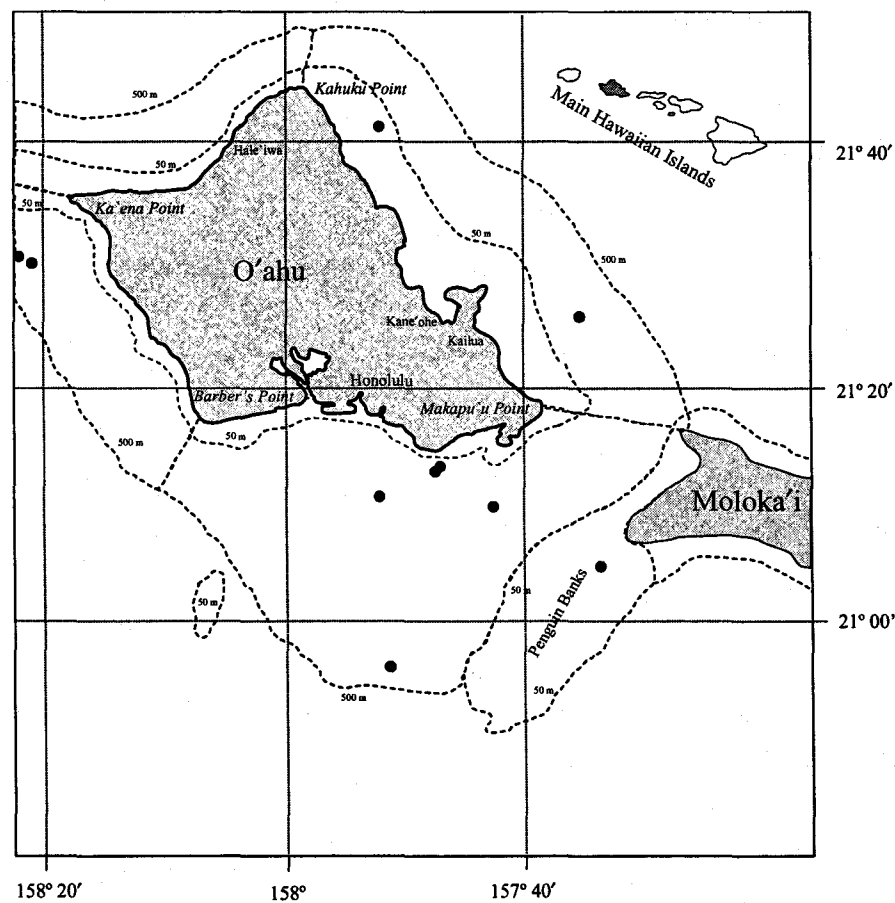 500 m
Kahuku Point
Main Hawaiian Islands
21° 40′
Hale'iwa
50 m
50 m
Ka'ena Point
50 m
500 m
O'ahu
Kane'ohe
Kailua
Honolulu
21° 20′
Barber's Point
Makapu'u Point
50 m
500 m
Moloka'i
50 m
50 m
Penguin Banks
21° 00′
500 m
50 m
158° 20′
158°
157° 40′